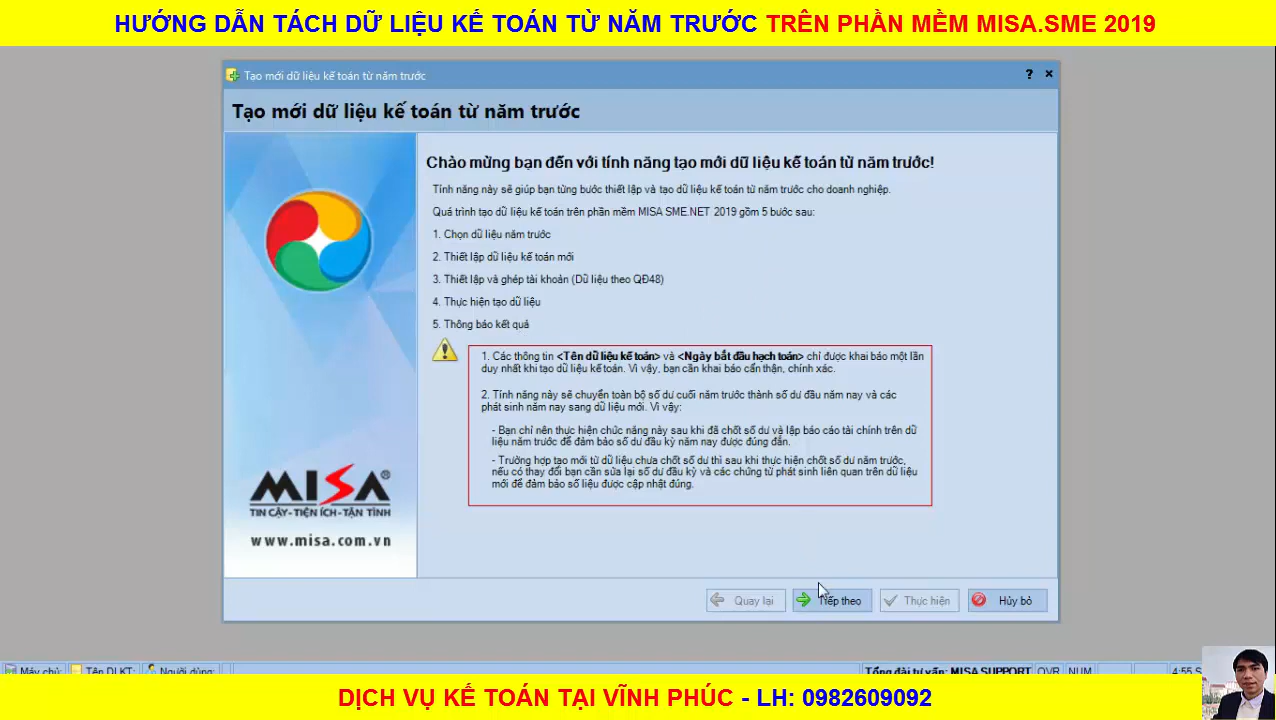 HƯỚNG DẪN TÁCH DỮ LIỆU KẾ TOÁN TỪ NĂM TRƯỚC TRÊN PHẦN MỀM MISA.SME 2019
Tạo mới dữ liệu kế toán từ năm trước
? ×
Tạo mới dữ liệu kế toán từ năm trước
Chào mừng bạn đến với tính năng tạo mới dữ liệu kế toán từ năm trước!
Tính năng này sẽ giúp bạn từng bước thiết lập và tạo dữ liệu kế toán từ năm trước cho doanh nghiệp.
Quá trình tạo dữ liệu kế toán trên phần mềm MISA SME.NET 2019 gồm 5 bước sau:
1. Chọn dữ liệu năm trước
2. Thiết lập dữ liệu kế toán mới
3. Thiết lập và ghép tài khoản (Dữ liệu theo QĐ48)
4. Thực hiện tạo dữ liệu
5. Thông báo kết quả
1. Các thông tin <Tên dữ liệu kế toán> và <Ngày bắt đầu hạch toán> chỉ được khai báo một lần
duy nhất khi tạo dữ liệu kế toán. Vì vậy, bạn cần khai báo cẩn thận, chính xác.
2. Tính năng này sẽ chuyển toàn bộ số dư cuối năm trước thành số dư đầu năm nay và các
phát sinh năm nay sang dữ liệu mới. Vì vậy:
- Bạn chỉ nên thực hiện chức năng này sau khi đã chốt số dư và lập báo cáo tài chính trên dữ
liệu năm trước để đảm bảo số dư đầu kỳ năm nay được đúng đắn.
- Trường hợp tạo mới từ dữ liệu chưa chốt số dư thì sau khi thực hiện chốt số dư năm trước,
nếu có thay đổi bạn cần sửa lại số dư đầu kỳ và các chứng từ phát sinh liên quan trên dữ liệu
mới để đảm bảo số liệu được cập nhật đúng.
MISA®
TIN CẬY-TIỆN ÍCH-TẬN TÌNH
www.misa.com.vn
Quay lại Tiếp theo Thực hiện Hủy bỏ
Máy chủ: Tên DLKT: Người dùng: Tổng đài tư vấn: MISA SUPPORT OVR NUM 4:55 S
DỊCH VỤ KẾ TOÁN TẠI VĨNH PHÚC - LH: 0982609092